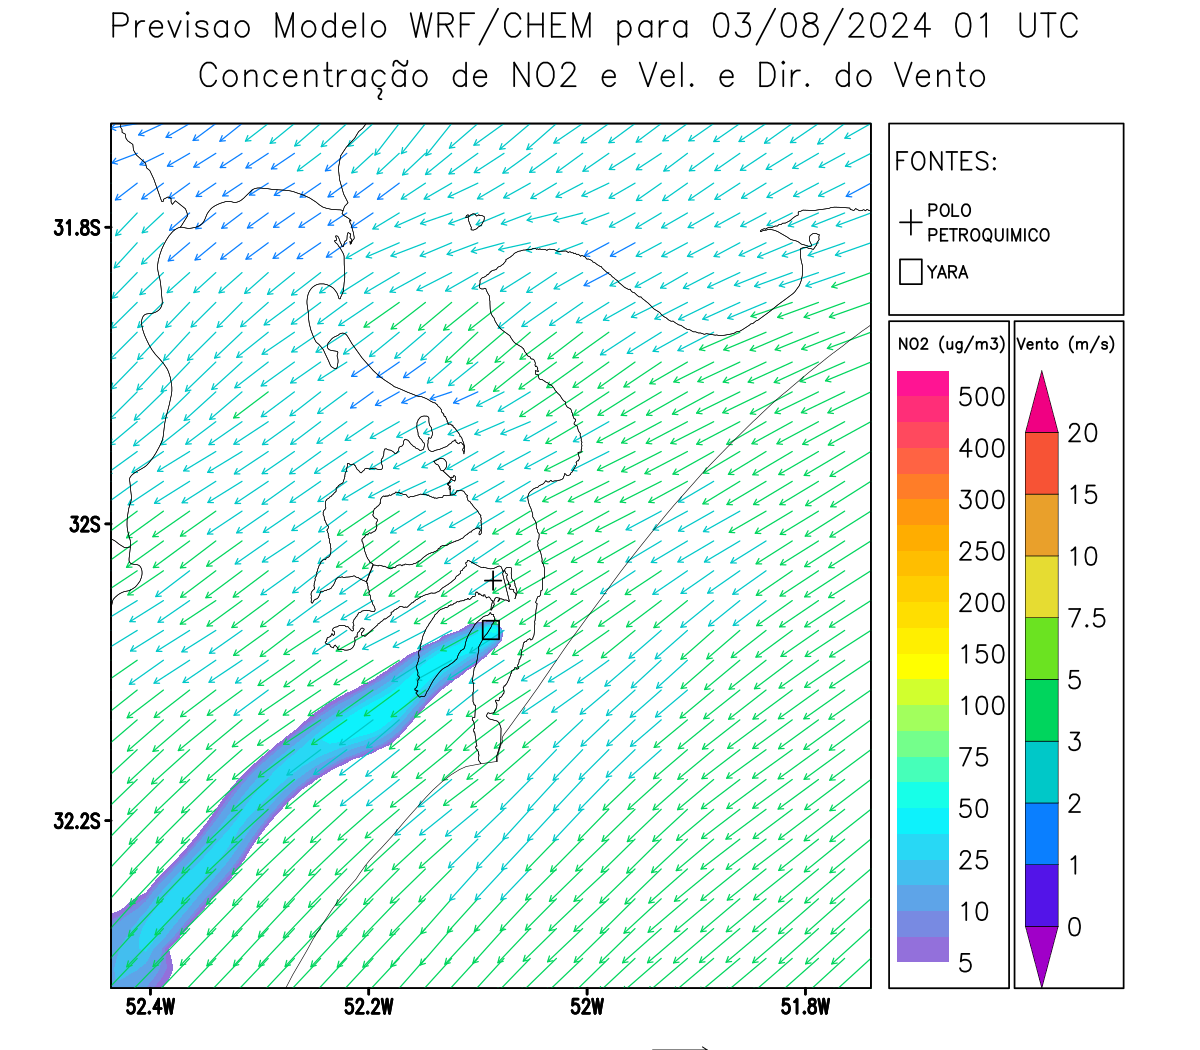 Previsao Modelo WRF/CHEM para 03/08/2024 01 UTC
Concentração de NO2 e Vel. e Dir. do Vento
FONTES:
POLO
PETROQUIMICO
YARA
NO2 (ug/m3)
500
400
300
250
200
150
100
75
50
25
10
5
Vento (m/s)
20
15
10
7.5
5
3
2
1
0
31.8S
32S
32.2S
52.4W
52.2W
52W
51.8W